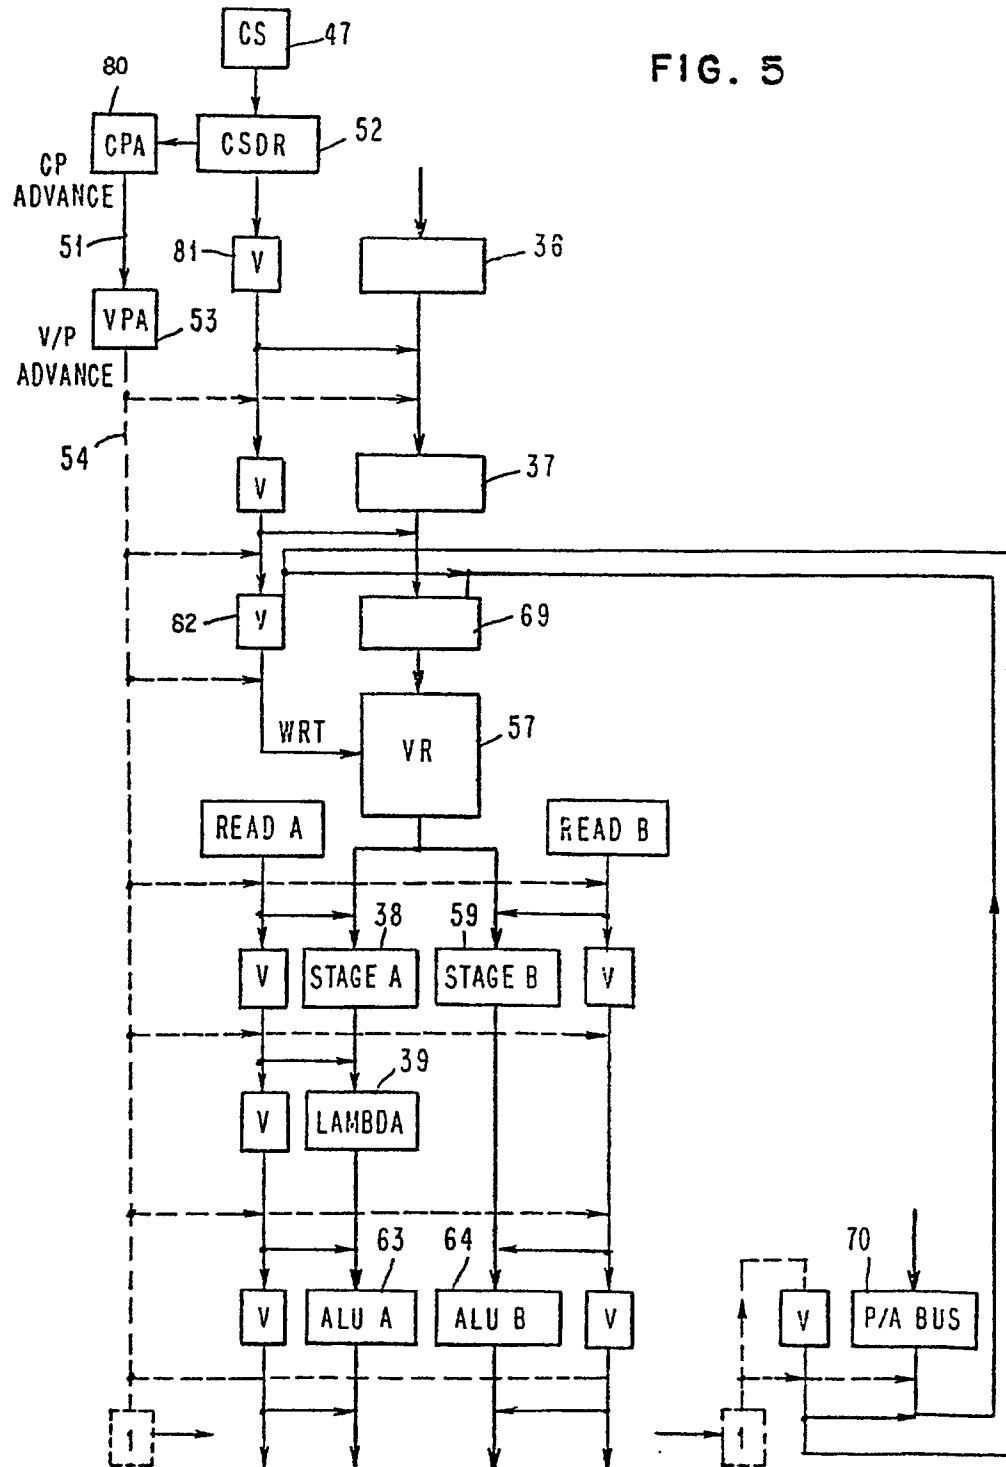 CS 47
FIG. 5
80
CPA CSDR 52
CP
ADVANCE
51
81 V 36
VPA 53
V/P
ADVANCE
54
V 37
82 V 69
WRT VR 57
READ A READ B
38 59
V STAGE A STAGE B V
39
V LAMBDA
63 64 70
V ALU A ALU B V V P/A BUS
1 1